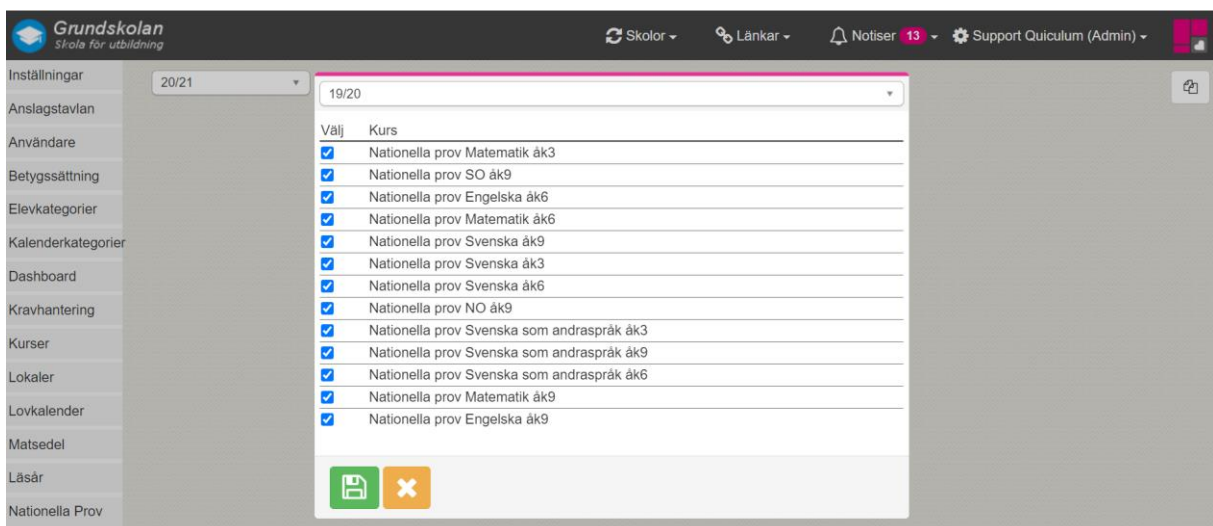 Grundskolan
Skola för utbildning
Skolor
Länkar
Notiser 13
Support Quiculum (Admin)
Inställningar
Anslagstavlan
Användare
Betygssättning
Elevkategorier
Kalenderkategorier
Dashboard
Kravhantering
Kurser
Lokaler
Lovkalender
Matsedel
Läsår
Nationella Prov
20/21
19/20
Välj Kurs
Nationella prov Matematik åk3
Nationella prov SO åk9
Nationella prov Engelska åk6
Nationella prov Matematik åk6
Nationella prov Svenska åk9
Nationella prov Svenska åk3
Nationella prov Svenska åk6
Nationella prov NO åk9
Nationella prov Svenska som andraspråk åk3
Nationella prov Svenska som andraspråk åk9
Nationella prov Svenska som andraspråk åk6
Nationella prov Matematik åk9
Nationella prov Engelska åk9